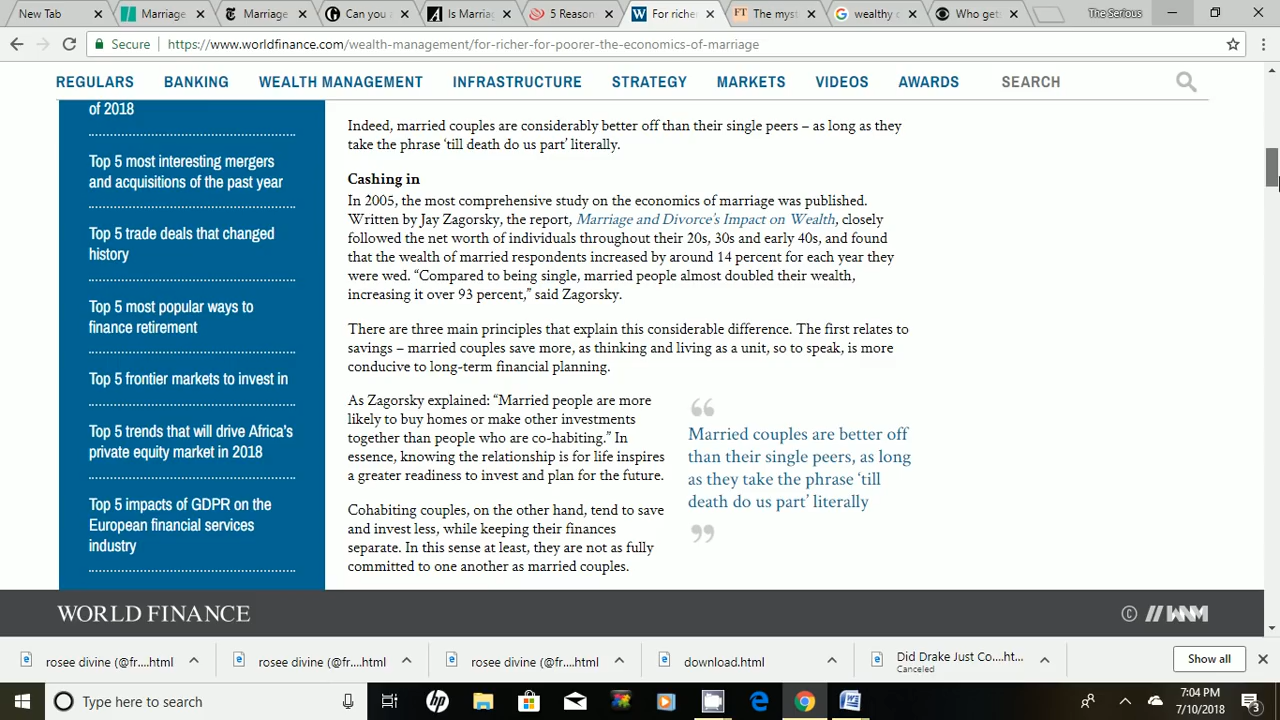 New Tab
Marriage
Marriage
Can you a
Is Marria
5 Reason
For riche
The myst
wealthy c
Who get
The Serious
Secure
https://www.worldfinance.com/wealth-management/for-richer-for-poorer-the-economics-of-marriage
REGULARS BANKING WEALTH MANAGEMENT INFRASTRUCTURE STRATEGY MARKETS VIDEOS AWARDS SEARCH
of 2018
Top 5 most interesting mergers
and acquisitions of the past year
Top 5 trade deals that changed
history
Top 5 most popular ways to
finance retirement
Top 5 frontier markets to invest in
Top 5 trends that will drive Africa's
private equity market in 2018
Top 5 impacts of GDPR on the
European financial services
industry
Indeed, married couples are considerably better off than their single peers – as long as they
take the phrase ‘till death do us part’ literally.
Cashing in
In 2005, the most comprehensive study on the economics of marriage was published.
Written by Jay Zagorsky, the report, Marriage and Divorce’s Impact on Wealth, closely
followed the net worth of individuals throughout their 20s, 30s and early 40s, and found
that the wealth of married respondents increased by around 14 percent for each year they
were wed. “Compared to being single, married people almost doubled their wealth,
increasing it over 93 percent,” said Zagorsky.
There are three main principles that explain this considerable difference. The first relates to
savings – married couples save more, as thinking and living as a unit, so to speak, is more
conducive to long-term financial planning.
As Zagorsky explained: “Married people are more
likely to buy homes or make other investments
together than people who are co-habiting.” In
essence, knowing the relationship is for life inspires
a greater readiness to invest and plan for the future.
Cohabiting couples, on the other hand, tend to save
and invest less, while keeping their finances
separate. In this sense at least, they are not as fully
committed to one another as married couples.
“
Married couples are better off
than their single peers, as long
as they take the phrase ‘till
death do us part’ literally
”
WORLD FINANCE
© // WNM
rosee divine (@fr....html
rosee divine (@fr....html
rosee divine (@fr....html
download.html
Did Drake Just Co....ht...
Canceled
Show all
Type here to search
hp
7:04 PM
7/10/2018
3